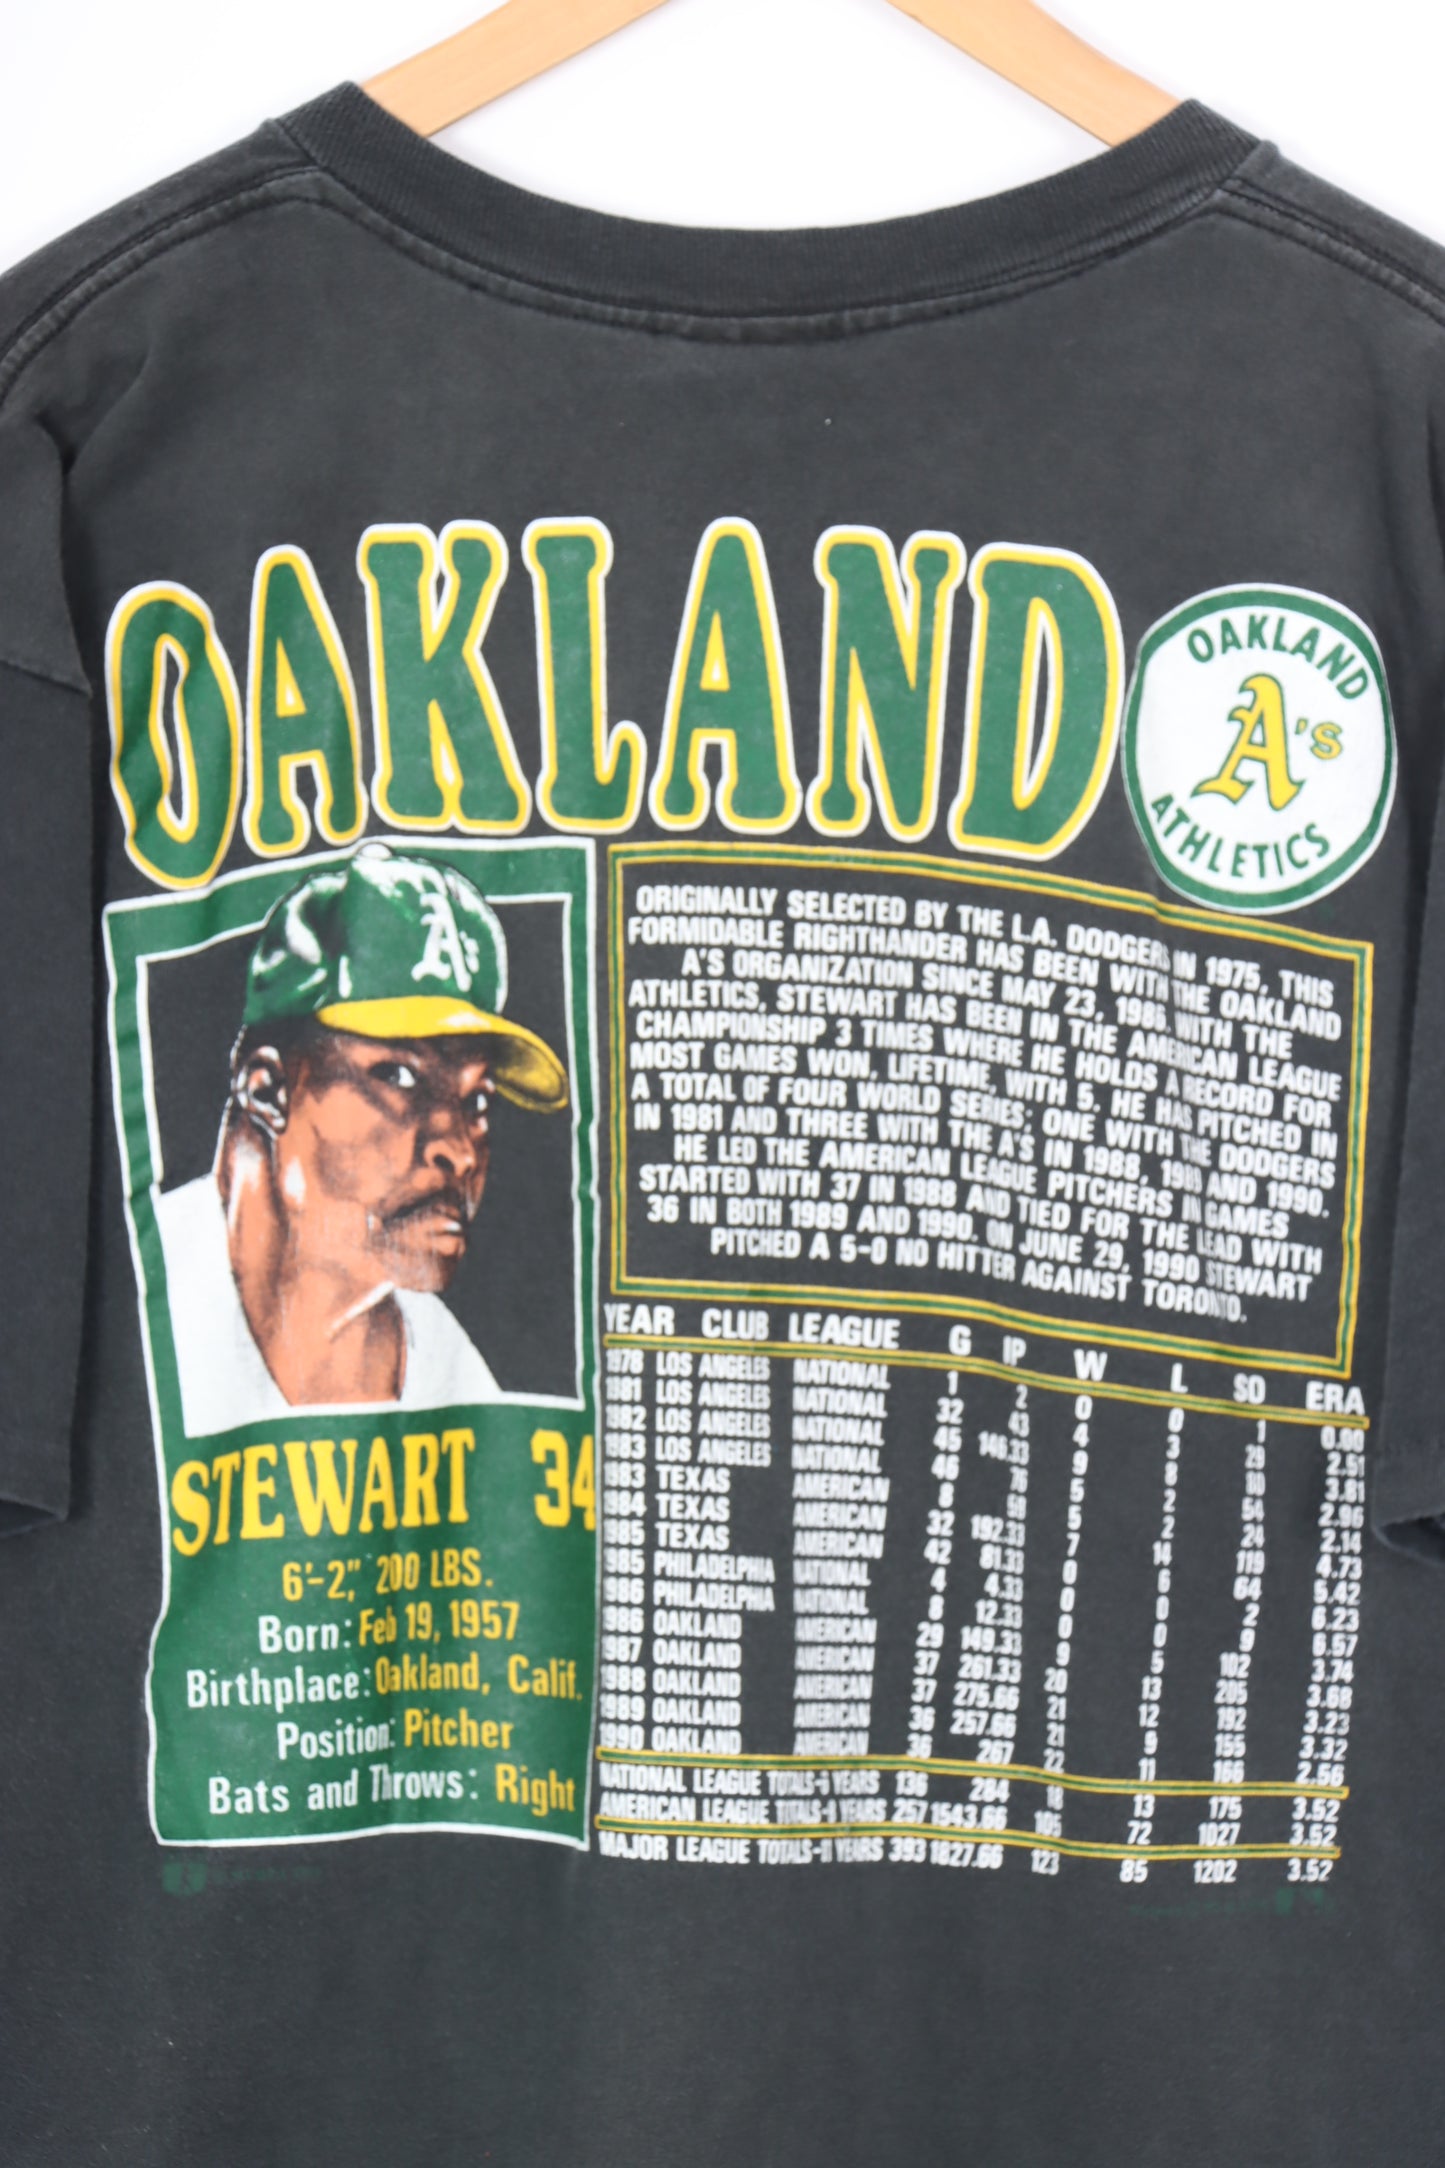 OAKLAND
OAKLAND
A's
ATHLETICS
A's
STEWART 34
6'-2", 200 LBS.
Born: Feb 19, 1957
Birthplace: Oakland, Calif.
Position: Pitcher
Bats and Throws: Right
ORIGINALLY SELECTED BY THE L.A. DODGERS IN 1975, THIS
FORMIDABLE RIGHTHANDER HAS BEEN WITH THE OAKLAND
A'S ORGANIZATION SINCE MAY 23, 1986. WITH THE
ATHLETICS, STEWART HAS BEEN IN THE AMERICAN LEAGUE
CHAMPIONSHIP 3 TIMES WHERE HE HOLDS A RECORD FOR
MOST GAMES WON, LIFETIME, WITH 5. HE HAS PITCHED IN
A TOTAL OF FOUR WORLD SERIES; ONE WITH THE DODGERS
IN 1981 AND THREE WITH THE A'S IN 1988, 1989 AND 1990.
HE LED THE AMERICAN LEAGUE PITCHERS IN GAMES
STARTED WITH 37 IN 1988 AND TIED FOR THE LEAD WITH
36 IN BOTH 1989 AND 1990. ON JUNE 29, 1990 STEWART
PITCHED A 5-0 NO HITTER AGAINST TORONTO.
YEAR CLUB LEAGUE G IP W L SO ERA
1978 LOS ANGELES NATIONAL 1 2 0 0 1 0.00
1981 LOS ANGELES NATIONAL 32 43 4 3 29 2.51
1982 LOS ANGELES NATIONAL 45 146.33 9 8 80 3.81
1983 LOS ANGELES NATIONAL 46 76 5 2 54 2.96
1983 TEXAS AMERICAN 8 59 5 2 24 2.14
1984 TEXAS AMERICAN 32 192.33 7 14 119 4.73
1985 TEXAS AMERICAN 42 81.33 0 6 64 5.42
1985 PHILADELPHIA NATIONAL 4 4.33 0 0 2 6.23
1986 PHILADELPHIA NATIONAL 8 12.33 0 0 9 6.57
1986 OAKLAND AMERICAN 29 149.33 9 5 102 3.74
1987 OAKLAND AMERICAN 37 261.33 20 13 205 3.68
1988 OAKLAND AMERICAN 37 275.66 21 12 192 3.23
1989 OAKLAND AMERICAN 36 257.66 21 9 155 3.32
1990 OAKLAND AMERICAN 36 267 22 11 166 2.56
NATIONAL LEAGUE TOTALS-6 YEARS 136 284 18 13 175 3.52
AMERICAN LEAGUE TOTALS-8 YEARS 257 1543.66 105 72 1027 3.52
MAJOR LEAGUE TOTALS-11 YEARS 393 1827.66 123 85 1202 3.52